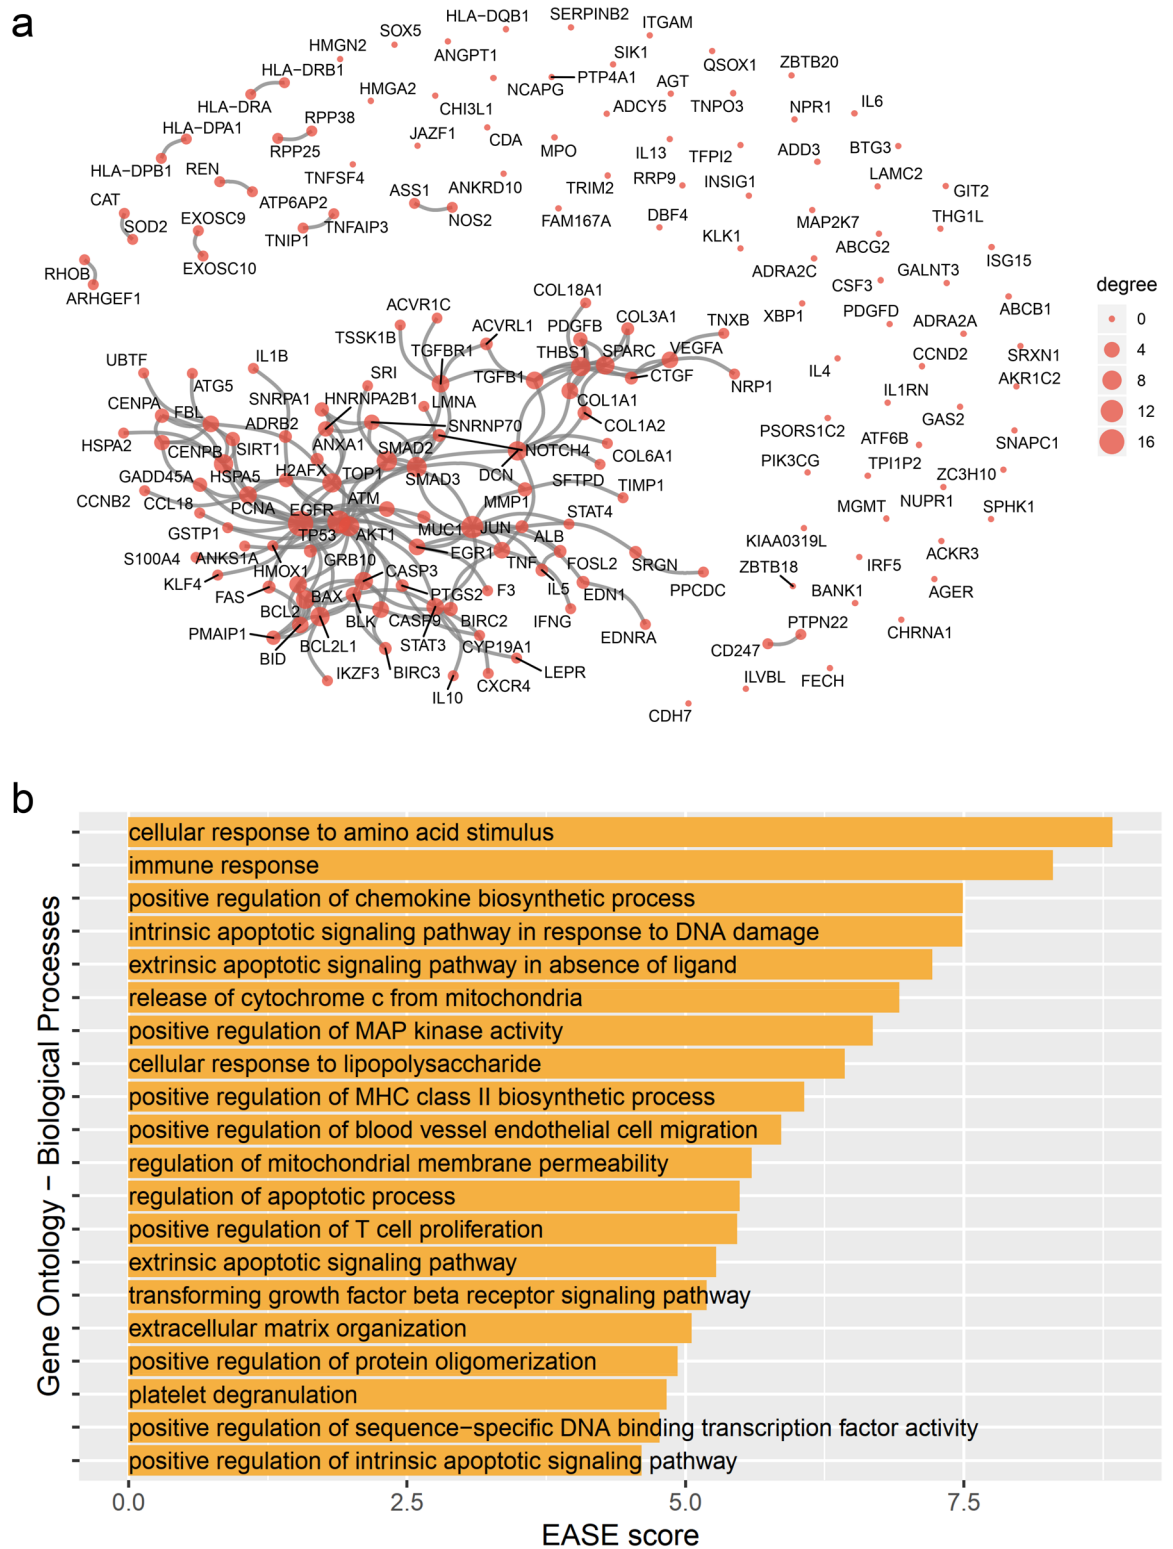 a
HLA−DQB1
SERPINB2
ITGAM
SOX5
HMGN2
ANGPT1
SIK1
QSOX1
ZBTB20
HLA−DRB1
HMGA2
NCAPG
PTP4A1
AGT
HLA−DRA
CHI3L1
ADCY5
TNPO3
NPR1
IL6
RPP38
HLA−DPA1
JAZF1
CDA
MPO
IL13
TFPI2
ADD3
BTG3
RPP25
HLA−DPB1
REN
TNFSF4
ASS1
ANKRD10
TRIM2
RRP9
INSIG1
LAMC2
GIT2
CAT
ATP6AP2
NOS2
FAM167A
DBF4
MAP2K7
THG1L
SOD2
EXOSC9
TNIP1
TNFAIP3
KLK1
ABCG2
ISG15
RHOB
EXOSC10
ADRA2C
CSF3
GALNT3
ARHGEF1
COL18A1
ACVR1C
XBP1
PDGFD
ADRA2A
ABCB1
TSSK1B
ACVRL1
PDGFB
COL3A1
TNXB
UBTF
IL1B
TGFBR1
THBS1
SPARC
VEGFA
CCND2
SRXN1
ATG5
SRI
TGFB1
CTGF
NRP1
IL4
IL1RN
AKR1C2
CENPA
FBL
SNRPA1
HNRNPA2B1
LMNA
COL1A1
GAS2
HSPA2
ADRB2
SNRNP70
COL1A2
PSORS1C2
ATF6B
SNAPC1
CENPB
SIRT1
ANXA1
SMAD2
NOTCH4
COL6A1
PIK3CG
TPI1P2
ZC3H10
GADD45A
HSPA5
H2AFX
TOP1
SMAD3
DCN
SFTPD
TIMP1
CCNB2
CCL18
PCNA
EGFR
ATM
MMP1
MGMT
NUPR1
SPHK1
GSTP1
TP53
AKT1
MUC1
JUN
ALB
STAT4
KIAA0319L
ACKR3
S100A4
ANKS1A
GRB10
EGR1
TNF
FOSL2
SRGN
ZBTB18
IRF5
KLF4
HMOX1
CASP3
IL5
PPCDC
BANK1
AGER
FAS
BAX
PTGS2
F3
EDN1
BCL2
BLK
CASP9
BIRC2
IFNG
EDNRA
PTPN22
CHRNA1
PMAIP1
BCL2L1
STAT3
CYP19A1
CD247
BID
IKZF3
BIRC3
LEPR
ILVBL
FECH
IL10
CXCR4
CDH7
degree
0
4
8
12
16
b
cellular response to amino acid stimulus
immune response
positive regulation of chemokine biosynthetic process
intrinsic apoptotic signaling pathway in response to DNA damage
extrinsic apoptotic signaling pathway in absence of ligand
release of cytochrome c from mitochondria
positive regulation of MAP kinase activity
cellular response to lipopolysaccharide
positive regulation of MHC class II biosynthetic process
positive regulation of blood vessel endothelial cell migration
regulation of mitochondrial membrane permeability
regulation of apoptotic process
positive regulation of T cell proliferation
extrinsic apoptotic signaling pathway
transforming growth factor beta receptor signaling pathway
extracellular matrix organization
positive regulation of protein oligomerization
platelet degranulation
positive regulation of sequence−specific DNA binding transcription factor activity
positive regulation of intrinsic apoptotic signaling pathway
Gene Ontology − Biological Processes
0.0
2.5
5.0
7.5
EASE score